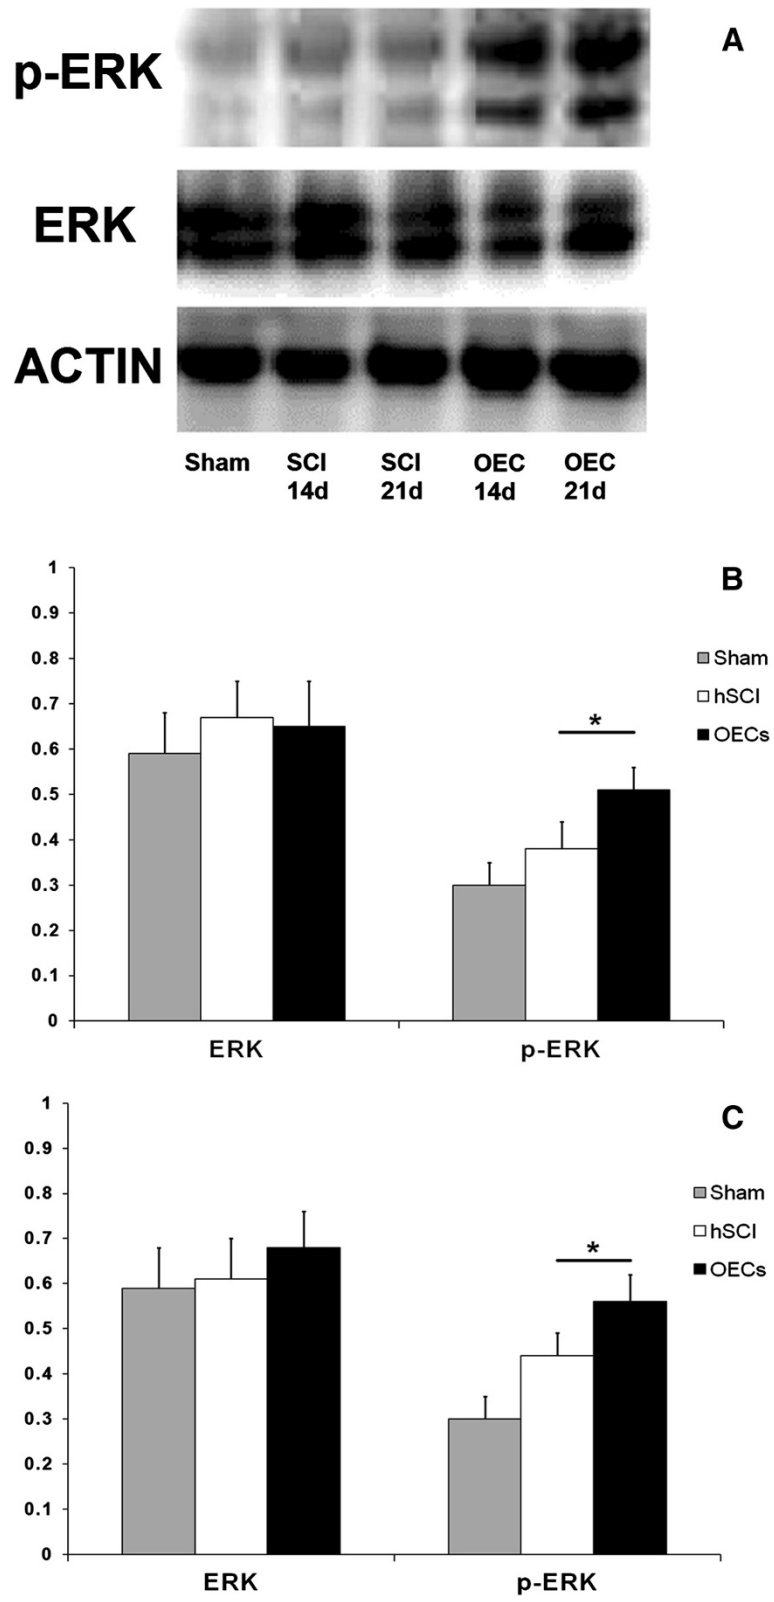 A
p-ERK
ERK
ACTIN
Sham SCI SCI OEC OEC
14d 21d 14d 21d
B
1
0.9
0.8
0.7
0.6
0.5
0.4
0.3
0.2
0.1
0
Sham
hSCI
OECs
*
ERK p-ERK
C
1
0.9
0.8
0.7
0.6
0.5
0.4
0.3
0.2
0.1
0
Sham
hSCI
OECs
*
ERK p-ERK